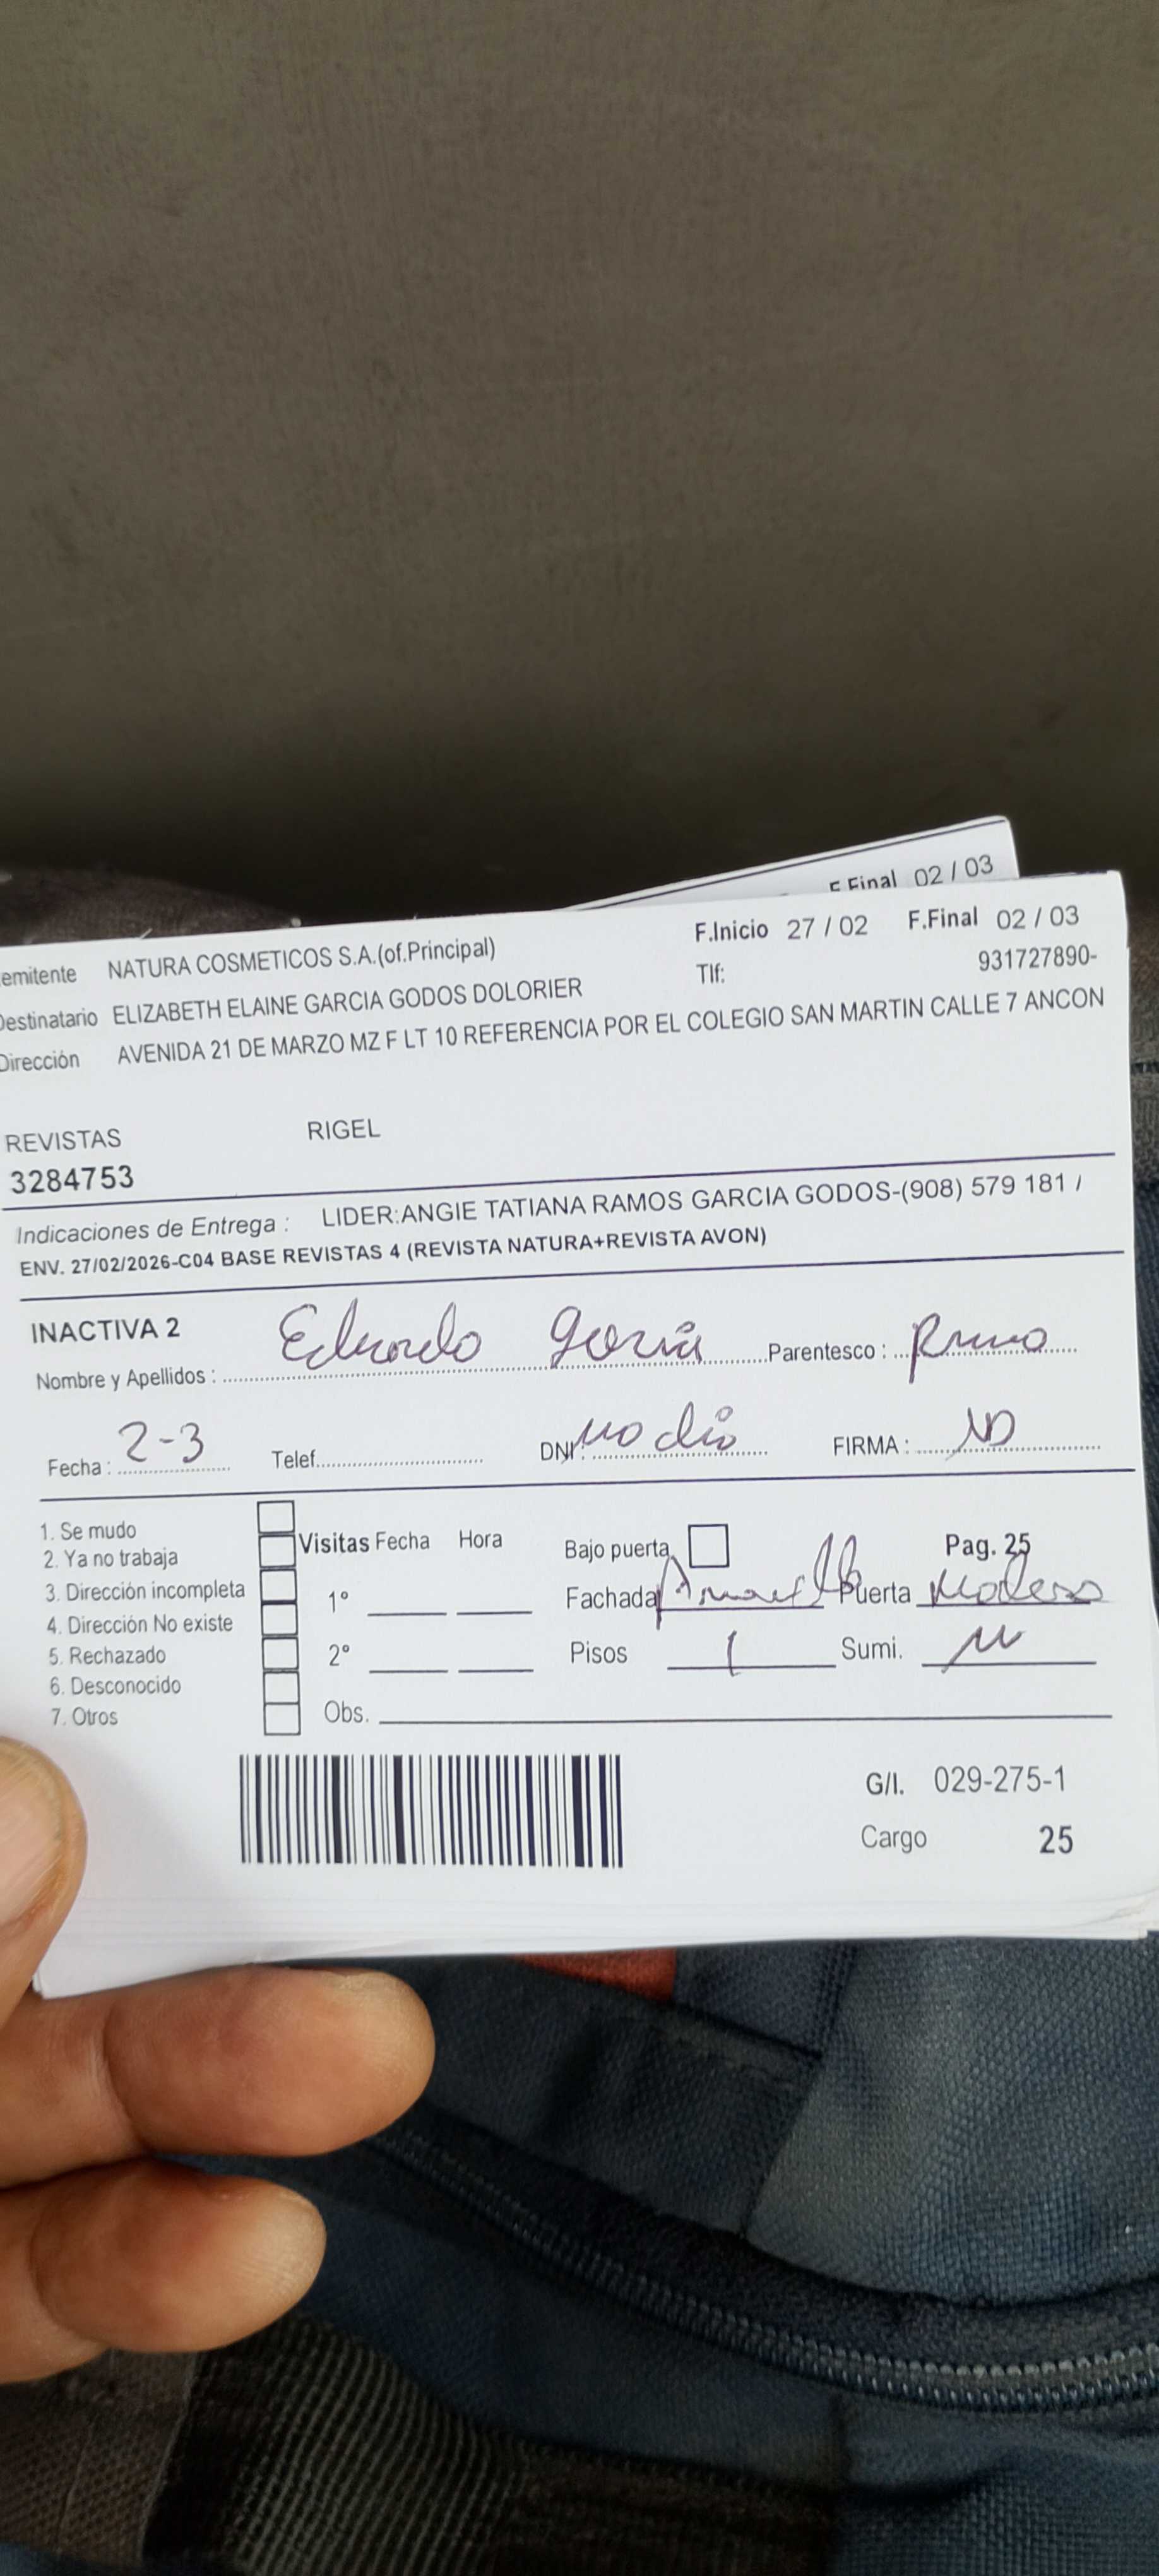 F.Final 02 / 03
F.Inicio 27 / 02 F.Final 02 / 03
emitente NATURA COSMETICOS S.A.(of.Principal) Tlf: 931727890-
Destinatario ELIZABETH ELAINE GARCIA GODOS DOLORIER
Dirección AVENIDA 21 DE MARZO MZ F LT 10 REFERENCIA POR EL COLEGIO SAN MARTIN CALLE 7 ANCON
REVISTAS RIGEL
3284753
Indicaciones de Entrega : LIDER:ANGIE TATIANA RAMOS GARCIA GODOS-(908) 579 181 /
ENV. 27/02/2026-C04 BASE REVISTAS 4 (REVISTA NATURA+REVISTA AVON)
INACTIVA 2
Nombre y Apellidos : Eduardo Garcia Parentesco :
Fecha : 2-3 Telef. DNI: no dio FIRMA :
1. Se mudo
2. Ya no trabaja
3. Dirección incompleta
4. Dirección No existe
5. Rechazado
6. Desconocido
7. Otros
Visitas Fecha Hora
1°
2°
Obs.
Bajo puerta Pag. 25
Fachada Amarillo Puerta Madera
Pisos 1 Sumi.
G/I. 029-275-1
Cargo 25